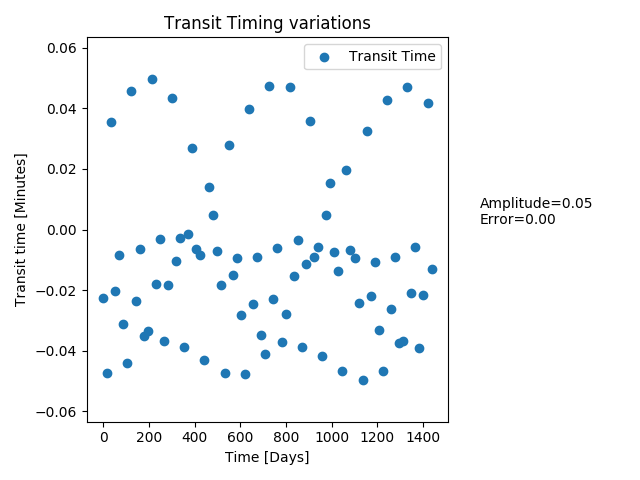 Transit Timing variations
Transit Time
0.06
0.04
0.02
0.00
−0.02
−0.04
−0.06
Transit time [Minutes]
0 200 400 600 800 1000 1200 1400
Time [Days]
Amplitude=0.05
Error=0.00